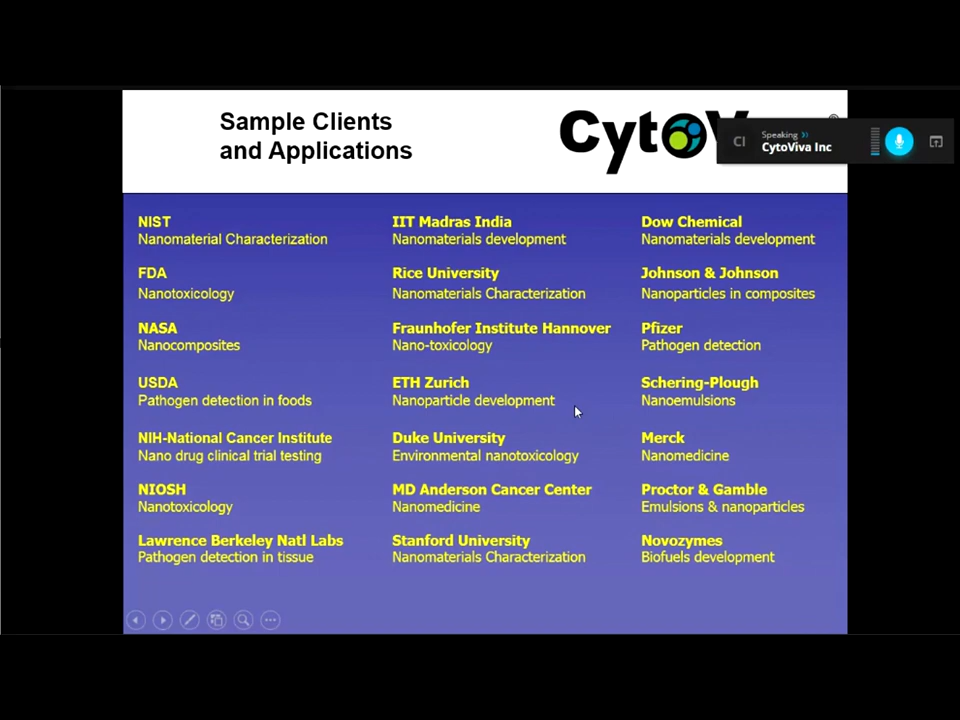 Sample Clients
and Applications
CytoV
CI
Speaking
CytoViva Inc
NIST
Nanomaterial Characterization
FDA
Nanotoxicology
NASA
Nanocomposites
USDA
Pathogen detection in foods
NIH-National Cancer Institute
Nano drug clinical trial testing
NIOSH
Nanotoxicology
Lawrence Berkeley Natl Labs
Pathogen detection in tissue
IIT Madras India
Nanomaterials development
Rice University
Nanomaterials Characterization
Fraunhofer Institute Hannover
Nano-toxicology
ETH Zurich
Nanoparticle development
Duke University
Environmental nanotoxicology
MD Anderson Cancer Center
Nanomedicine
Stanford University
Nanomaterials Characterization
Dow Chemical
Nanomaterials development
Johnson & Johnson
Nanoparticles in composites
Pfizer
Pathogen detection
Schering-Plough
Nanoemulsions
Merck
Nanomedicine
Proctor & Gamble
Emulsions & nanoparticles
Novozymes
Biofuels development